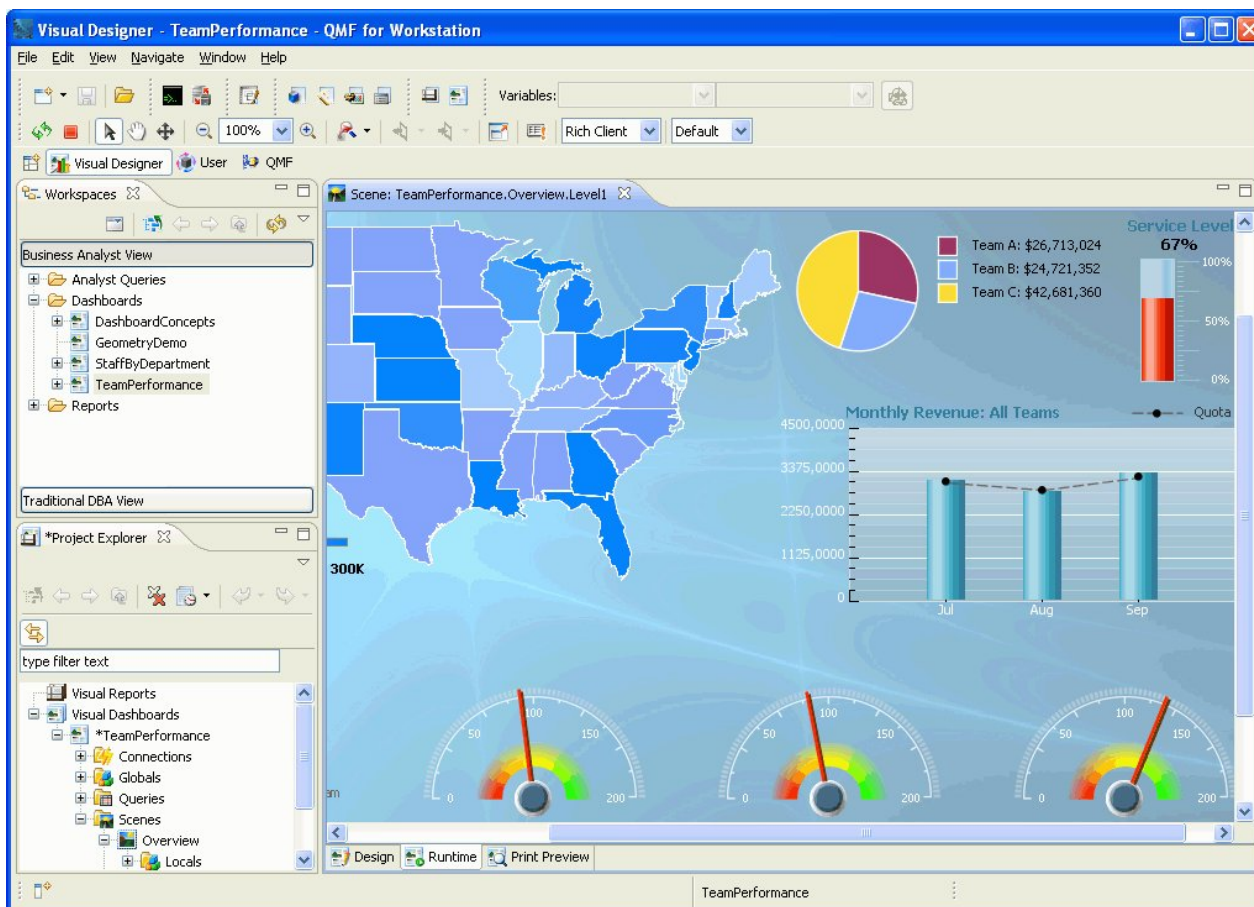 Visual Designer - TeamPerformance - QMF for Workstation
File Edit View Navigate Window Help
Variables:
100% Rich Client Default
Visual Designer User QMF
Workspaces
Business Analyst View
Analyst Queries
Dashboards
DashboardConcepts
GeometryDemo
StaffByDepartment
TeamPerformance
Reports
Traditional DBA View
*Project Explorer
type filter text
Visual Reports
Visual Dashboards
*TeamPerformance
Connections
Globals
Queries
Scenes
Overview
Locals
Scene: TeamPerformance.Overview.Level1
300K
Team A: $26,713,024
Team B: $24,721,352
Team C: $42,681,360
Service Level
67%
100%
50%
0%
Monthly Revenue: All Teams
Quota
4500,0000
3375,0000
2250,0000
1125,0000
0
Jul Aug Sep
0 50 100 150 200
0 50 100 150 200
0 50 100 150 200
Design Runtime Print Preview
TeamPerformance